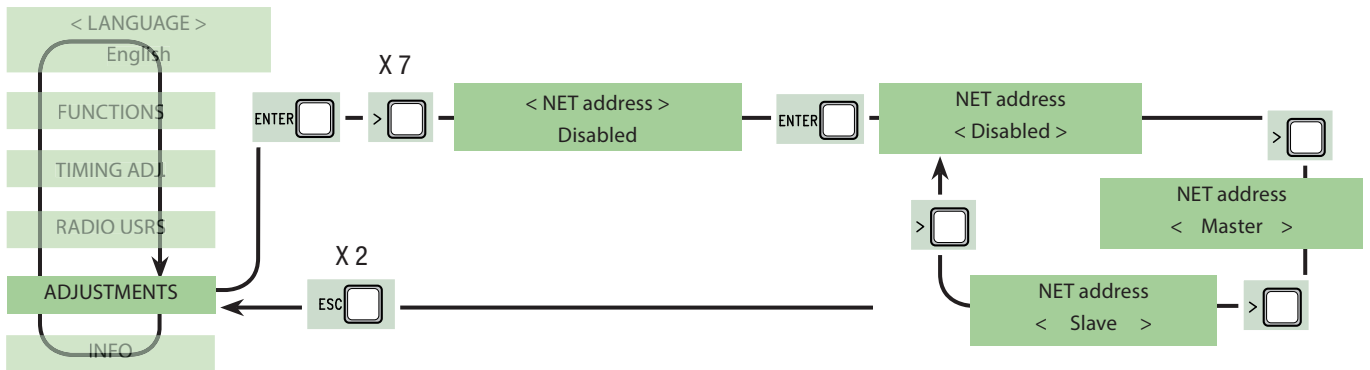 < LANGUAGE >
English
FUNCTIONS
TIMING ADJ.
RADIO USRS
ADJUSTMENTS
INFO
ENTER
X 7
>
< NET address >
Disabled
ENTER
NET address
< Disabled >
>
NET address
< Master >
>
NET address
< Slave >
>
X 2
ESC